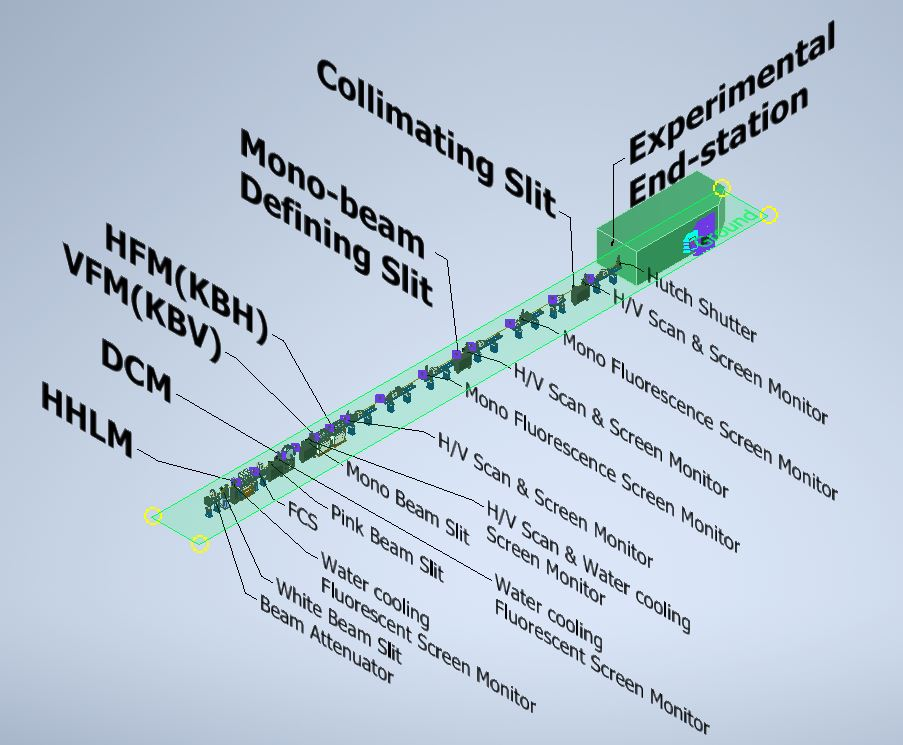 Collimating Slit
Experimental
End-station
Mono-beam
Defining Slit
HFM(KBH)
VFM(KBV)
DCM
HHLM
Ground
Hutch Shutter
H/V Scan & Screen Monitor
Mono Fluorescence Screen Monitor
H/V Scan & Screen Monitor
Mono Fluorescence Screen Monitor
H/V Scan & Screen Monitor
H/V Scan & Water cooling
Screen Monitor
Mono Beam Slit
Water cooling
Fluorescent Screen Monitor
Pink Beam Slit
FCS
Water cooling
Fluorescent Screen Monitor
White Beam Slit
Beam Attenuator